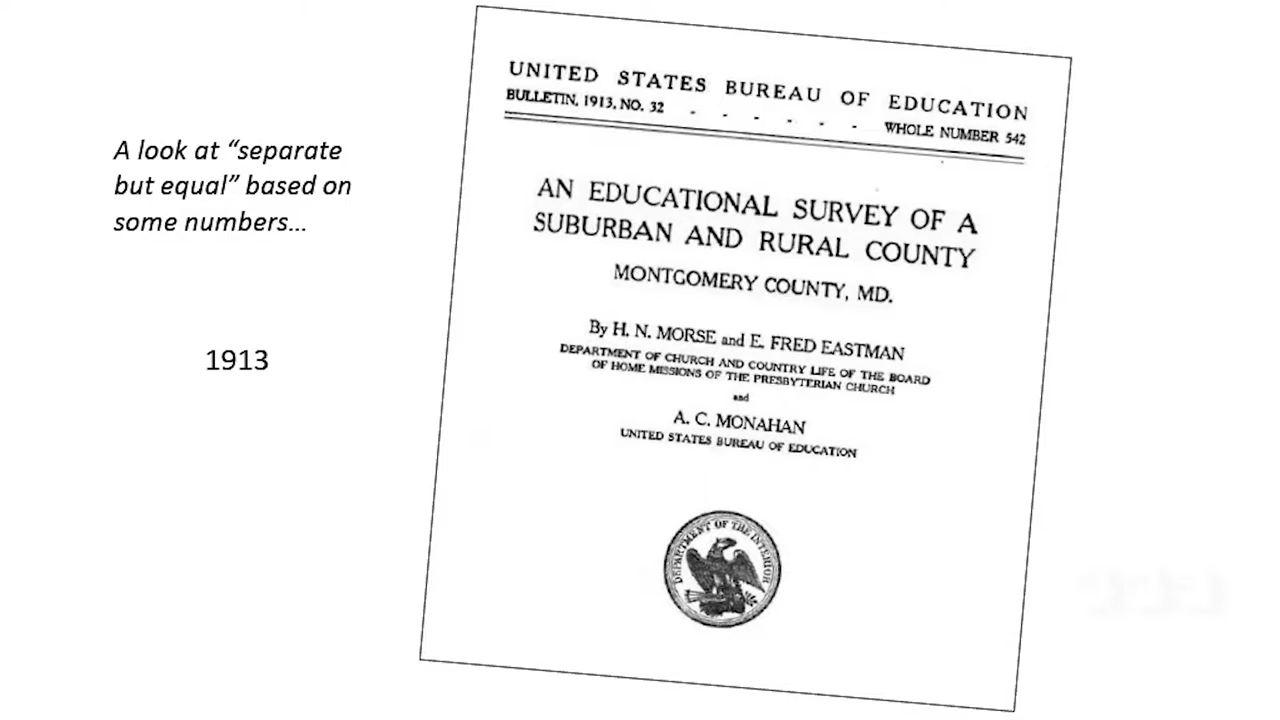 A look at “separate
but equal” based on
some numbers...
1913
UNITED STATES BUREAU OF EDUCATION
BULLETIN, 1913, NO. 32 - - - - - - WHOLE NUMBER 542
AN EDUCATIONAL SURVEY OF A
SUBURBAN AND RURAL COUNTY
MONTGOMERY COUNTY, MD.
By H. N. MORSE and E. FRED EASTMAN
DEPARTMENT OF CHURCH AND COUNTRY LIFE OF THE BOARD
OF HOME MISSIONS OF THE PRESBYTERIAN CHURCH
and
A. C. MONAHAN
UNITED STATES BUREAU OF EDUCATION
DEPARTMENT OF THE INTERIOR